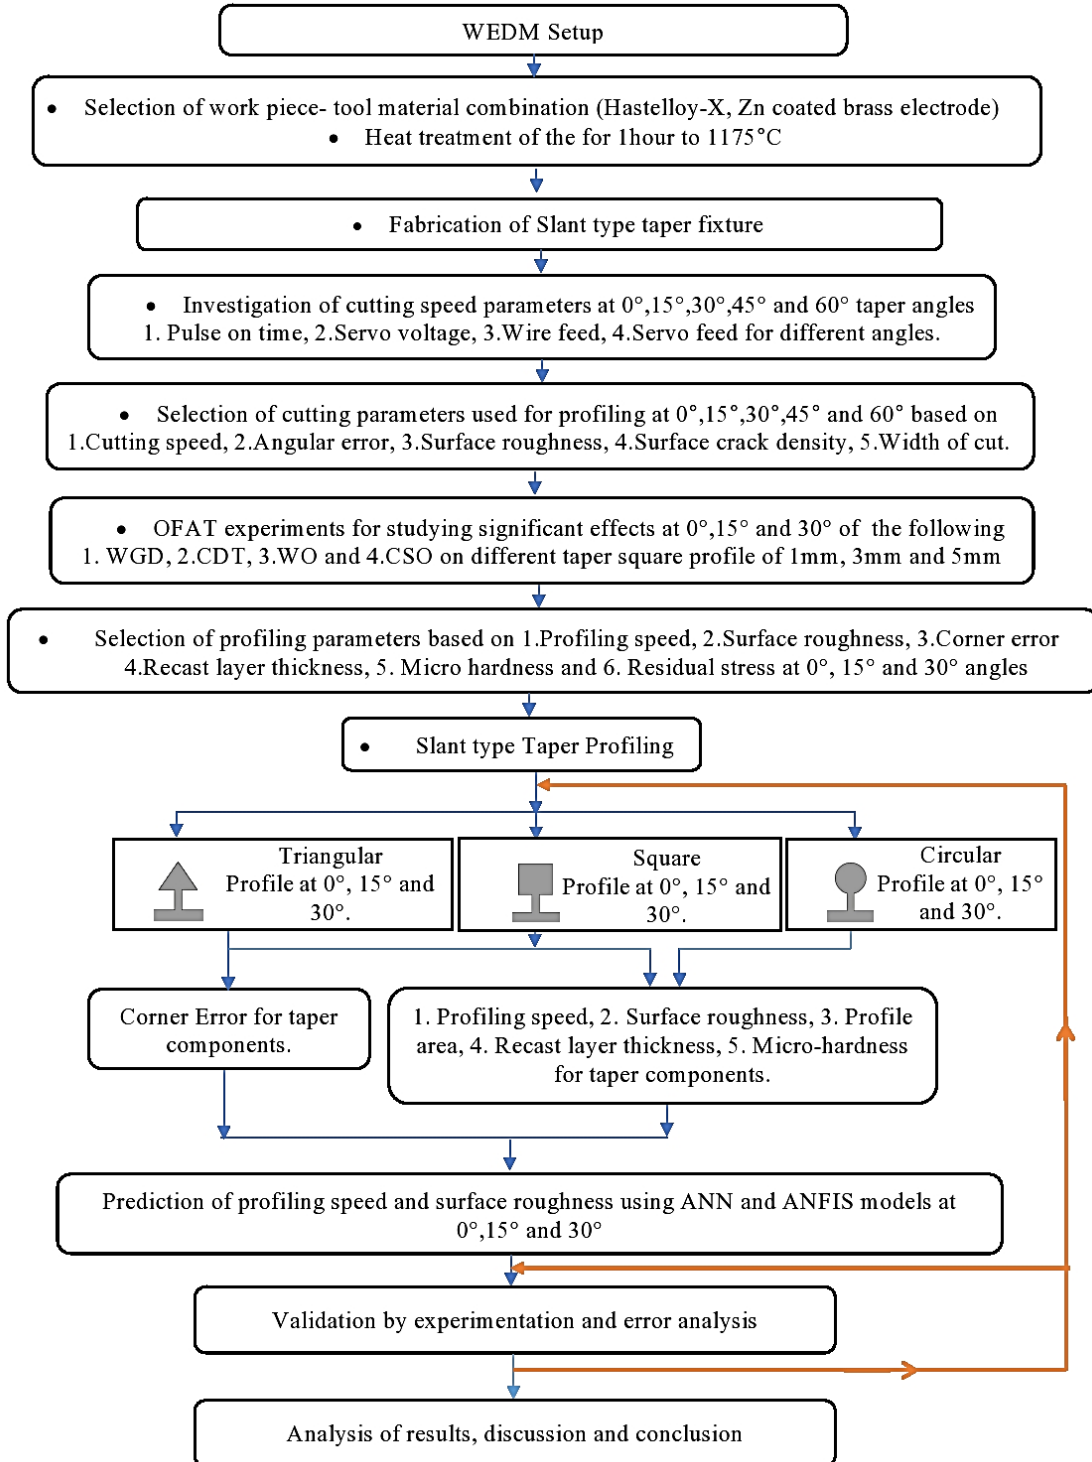 WEDM Setup
• Selection of work piece- tool material combination (Hastelloy-X, Zn coated brass electrode)
• Heat treatment of the for 1hour to 1175°C
• Fabrication of Slant type taper fixture
• Investigation of cutting speed parameters at 0°,15°,30°,45° and 60° taper angles
1. Pulse on time, 2.Servo voltage, 3.Wire feed, 4.Servo feed for different angles.
• Selection of cutting parameters used for profiling at 0°,15°,30°,45° and 60° based on
1.Cutting speed, 2.Angular error, 3.Surface roughness, 4.Surface crack density, 5.Width of cut.
• OFAT experiments for studying significant effects at 0°,15° and 30° of the following
1. WGD, 2.CDT, 3.WO and 4.CSO on different taper square profile of 1mm, 3mm and 5mm
• Selection of profiling parameters based on 1.Profiling speed, 2.Surface roughness, 3.Corner error
4.Recast layer thickness, 5. Micro hardness and 6. Residual stress at 0°, 15° and 30° angles
• Slant type Taper Profiling
Triangular
Profile at 0°, 15° and
30°.
Square
Profile at 0°, 15° and
30°.
Circular
Profile at 0°, 15°
and 30°.
Corner Error for taper
components.
1. Profiling speed, 2. Surface roughness, 3. Profile
area, 4. Recast layer thickness, 5. Micro-hardness
for taper components.
Prediction of profiling speed and surface roughness using ANN and ANFIS models at
0°,15° and 30°
Validation by experimentation and error analysis
Analysis of results, discussion and conclusion